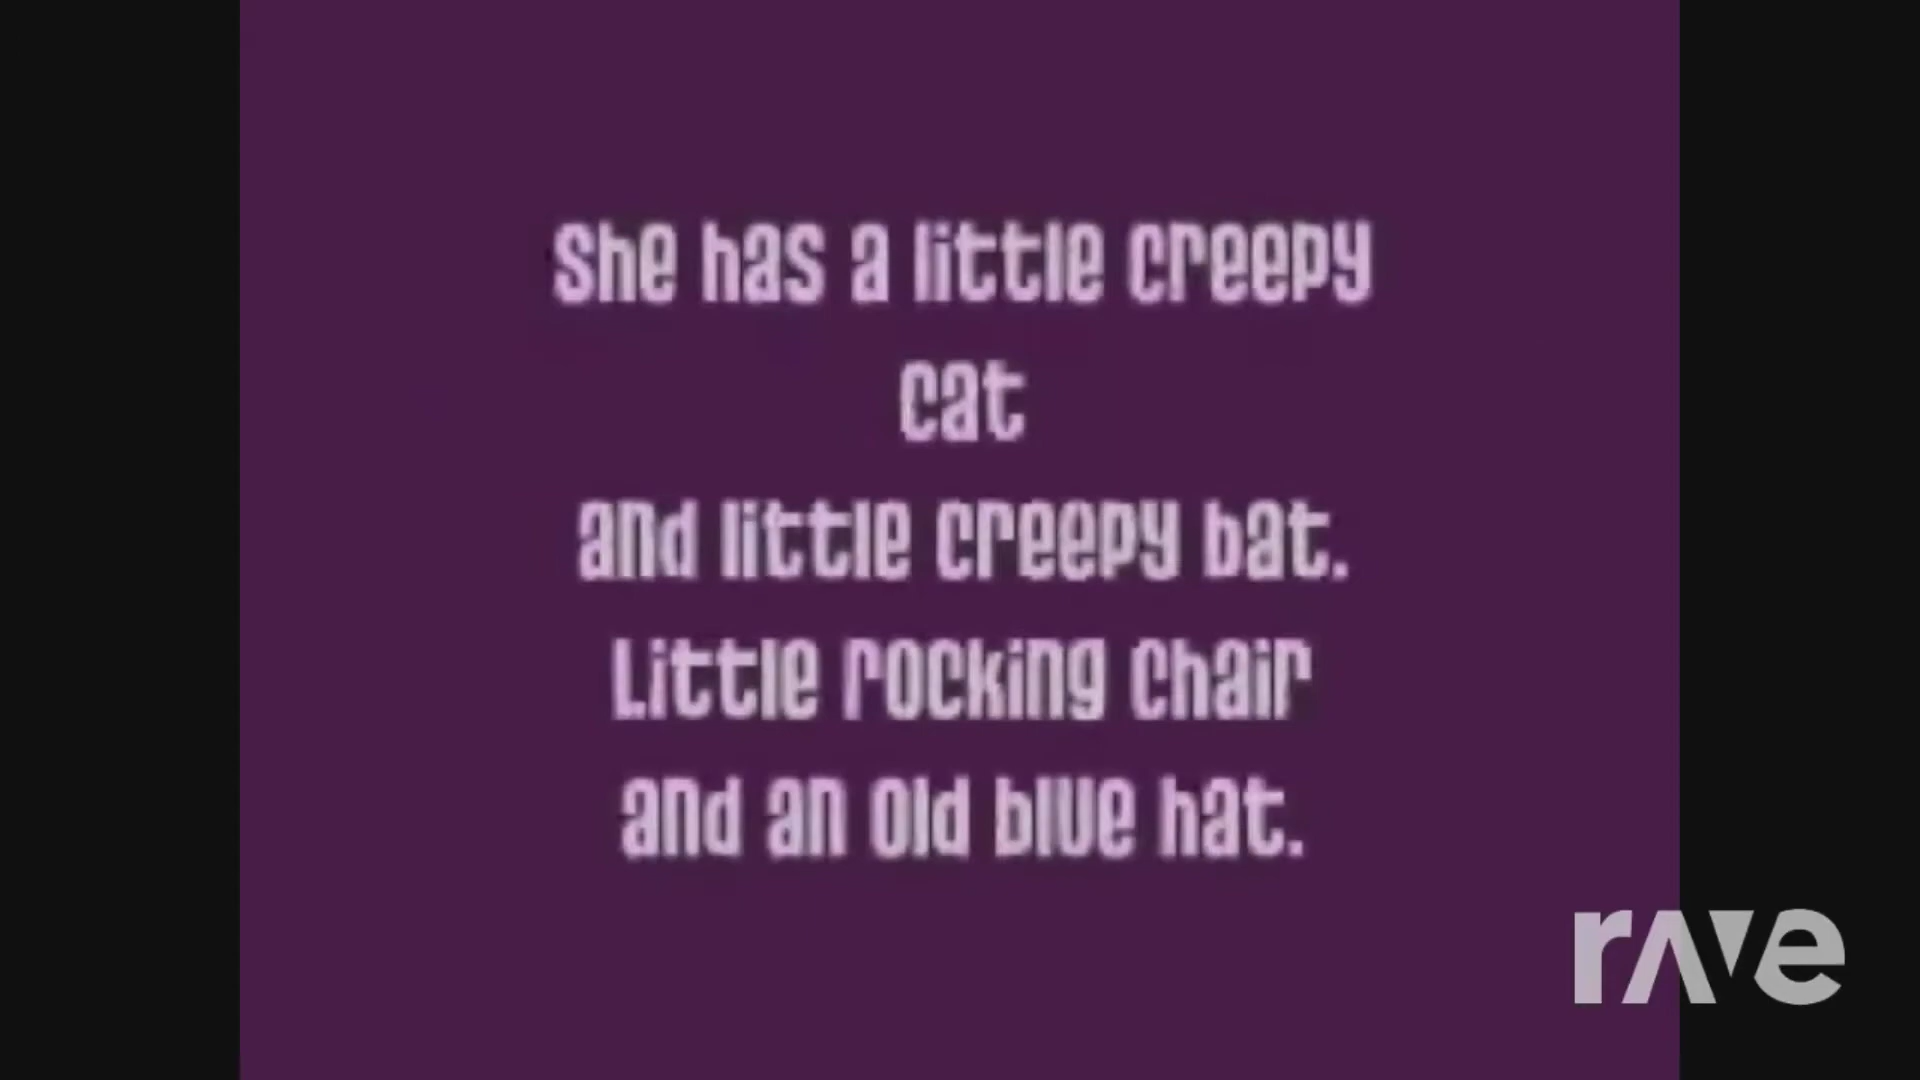 She has a little creepy
cat
and little creepy bat.
Little rocking chair
and an old blue hat.
rave